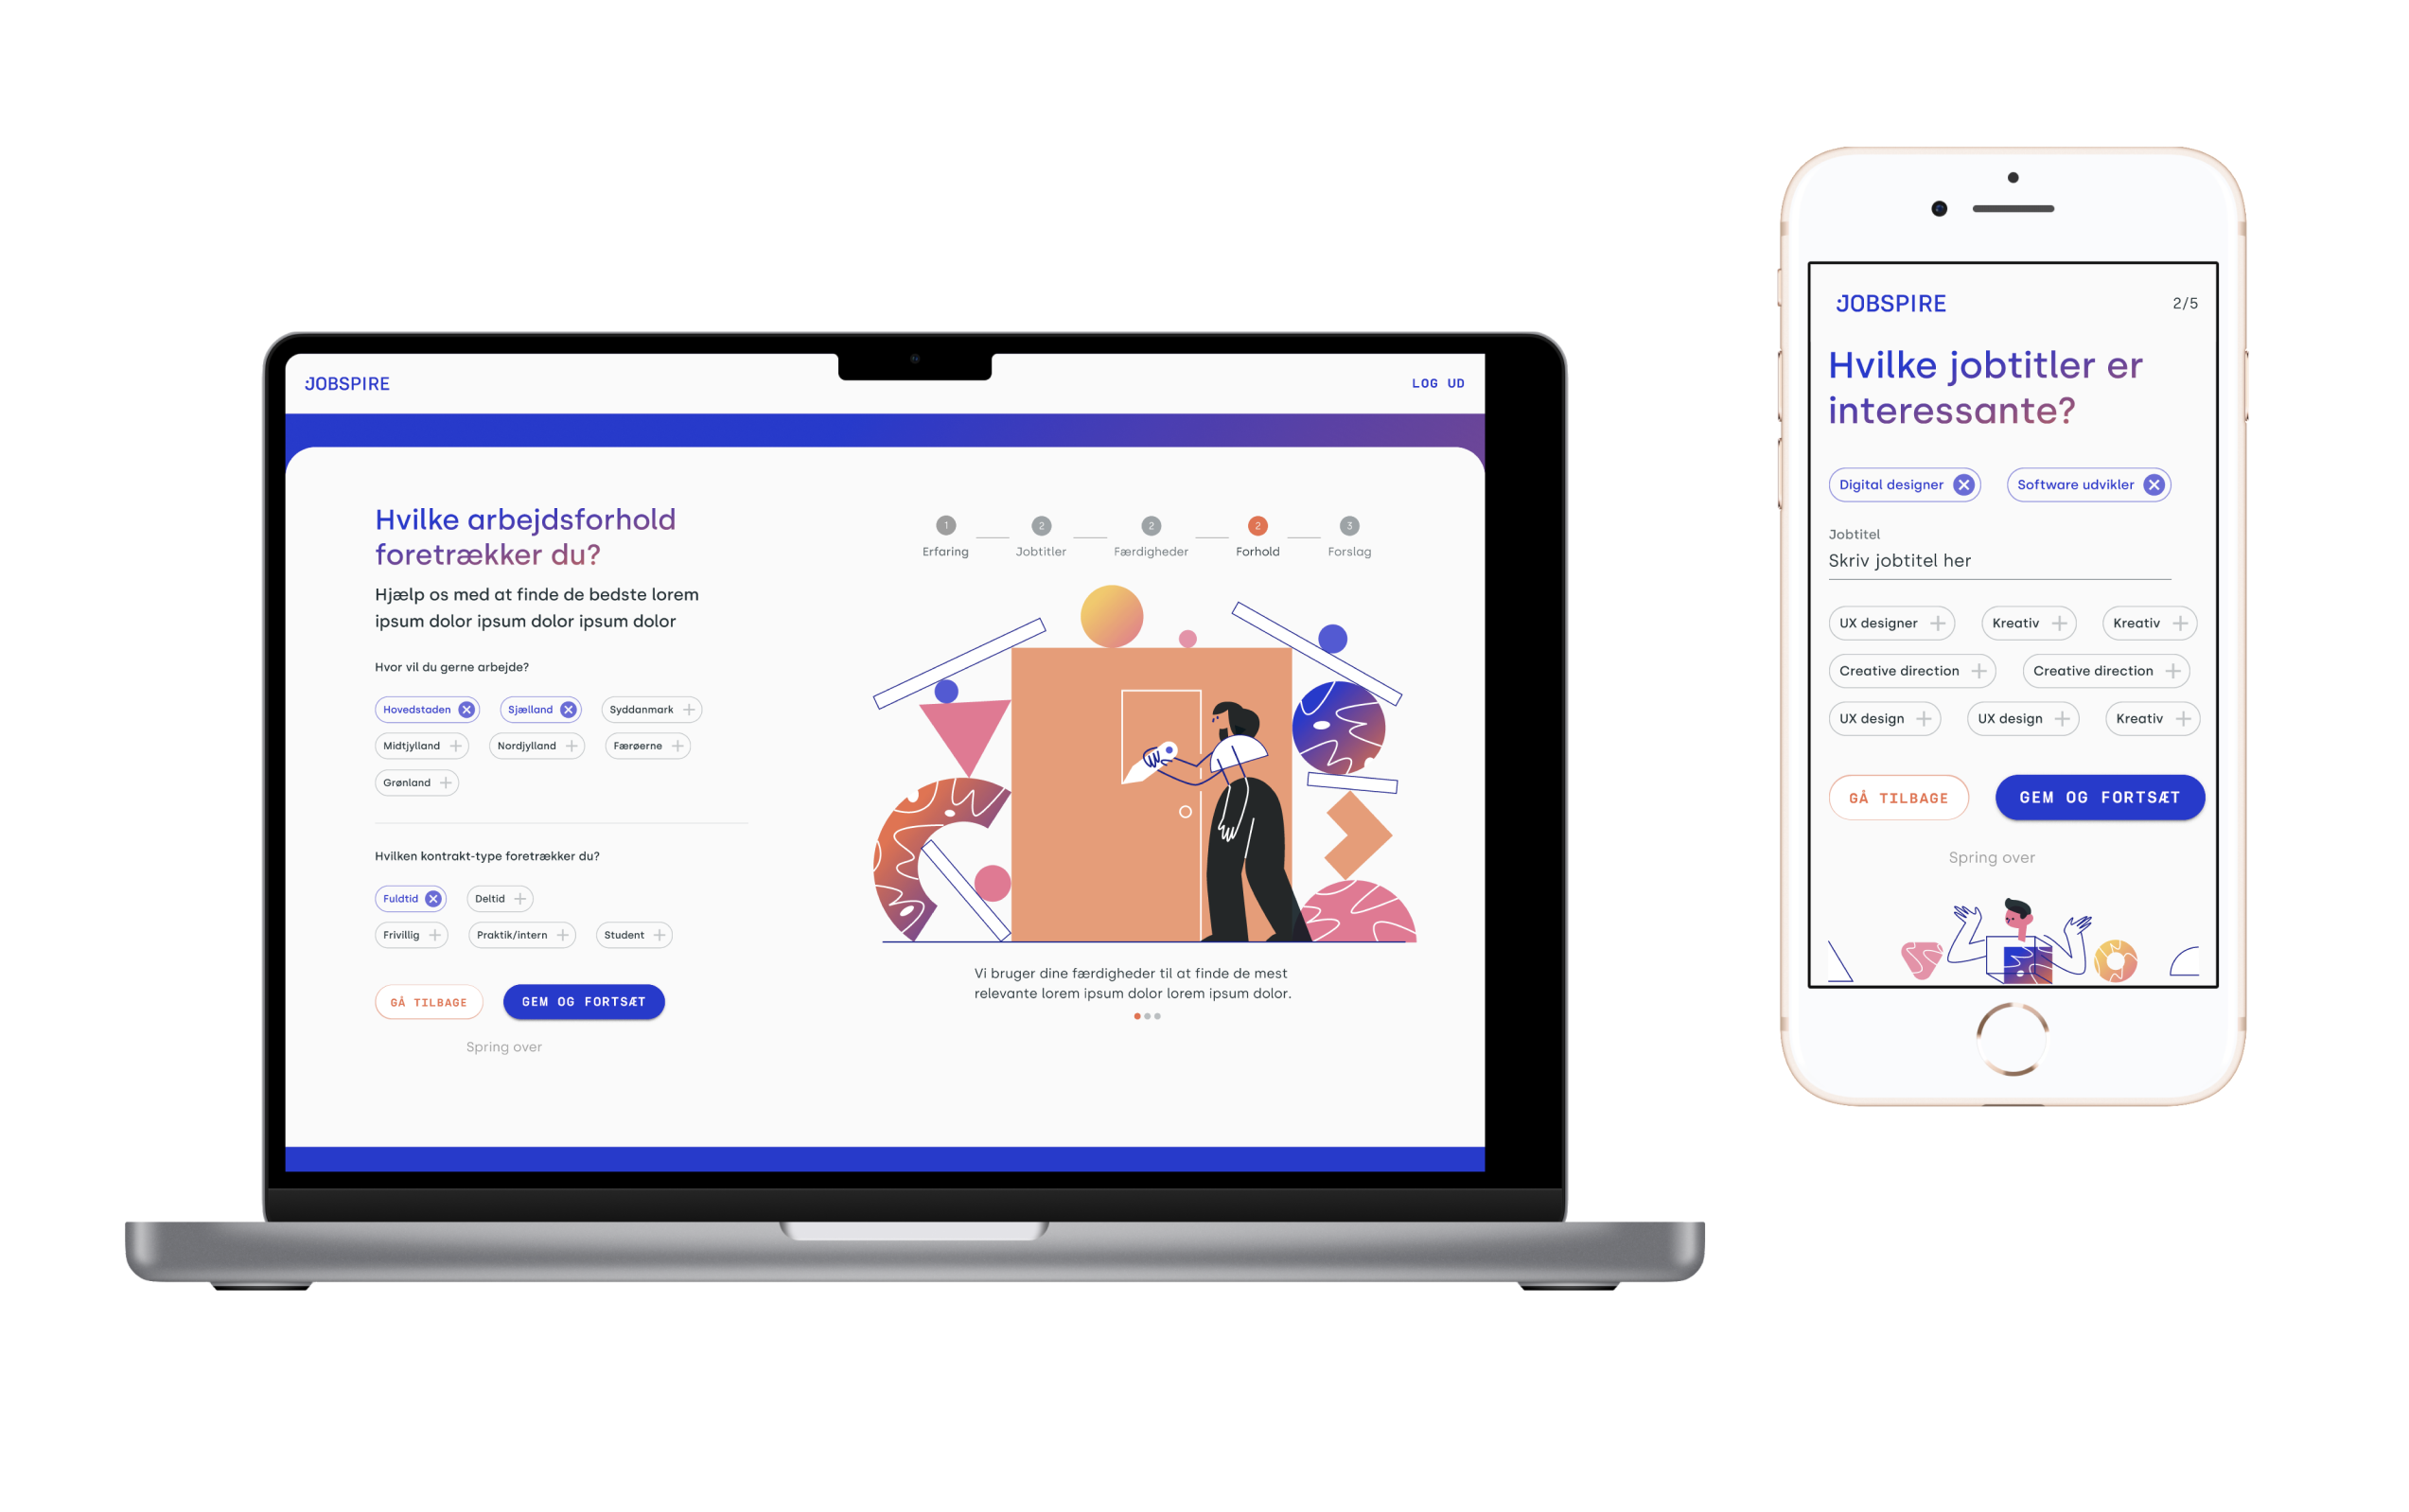 JOBSPIRE
LOG UD
Hvilke arbejdsforhold
foretrækker du?
Hjælp os med at finde de bedste lorem
ipsum dolor ipsum dolor ipsum dolor
Hvor vil du gerne arbejde?
Hovedstaden Sjælland Syddanmark
Midtjylland Nordjylland Færøerne
Grønland
Hvilken kontrakt-type foretrækker du?
Fuldtid Deltid
Frivillig Praktik/intern Student
GÅ TILBAGE GEM OG FORTSÆT
Spring over
1 2 2 2 3
Erfaring Jobtitler Færdigheder Forhold Forslag
Vi bruger dine færdigheder til at finde de mest
relevante lorem ipsum dolor lorem ipsum dolor.
JOBSPIRE 2/5
Hvilke jobtitler er
interessante?
Digital designer Software udvikler
Jobtitel
Skriv jobtitel her
UX designer Kreativ Kreativ
Creative direction Creative direction
UX design UX design Kreativ
GÅ TILBAGE GEM OG FORTSÆT
Spring over